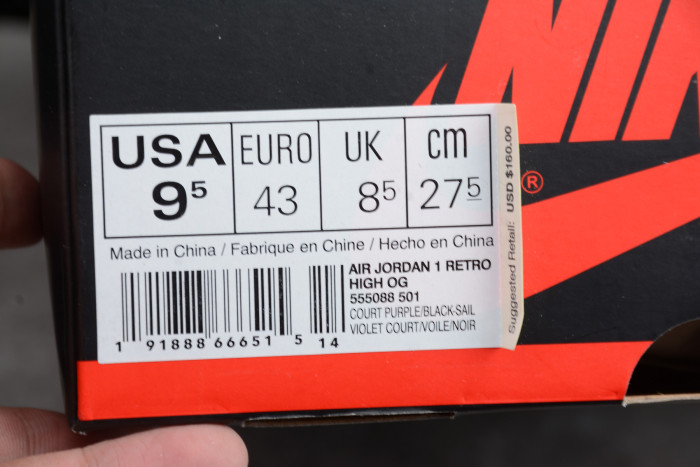 NIK
®
USA EURO UK cm
9⁵ 43 8⁵ 27⁵
Made in China / Fabrique en Chine / Hecho en China
AIR JORDAN 1 RETRO
HIGH OG
555088 501
COURT PURPLE/BLACK-SAIL
VIOLET COURT/VOILE/NOIR
1 91888 66651 5 14
Suggested Retail: USD $160.00